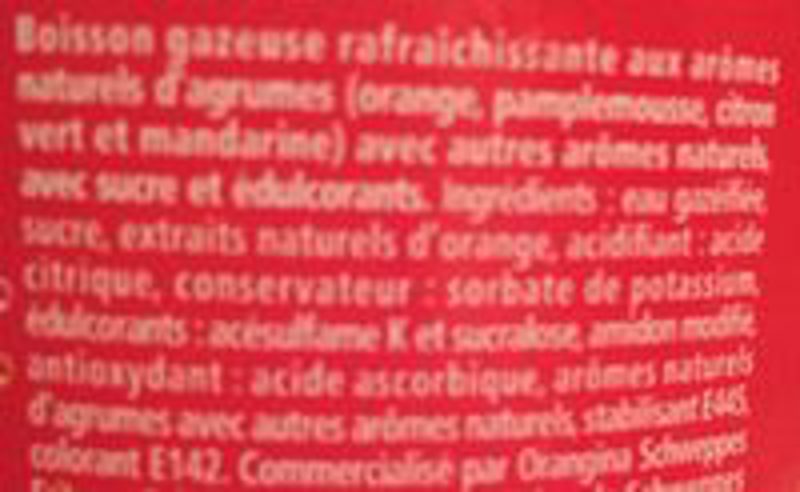 Boisson gazeuse rafraichissante aux arômes
naturels d'agrumes (orange, pamplemousse, citron
vert et mandarine) avec autres arômes naturels
avec sucre et édulcorants. Ingrédients : eau gazéifiée,
sucre, extraits naturels d'orange, acidifiant : acide
citrique, conservateur : sorbate de potassium,
édulcorants : acésulfame K et sucralose, amidon modifié,
antioxydant : acide ascorbique, arômes naturels
d'agrumes avec autres arômes naturels, stabilisant E445,
colorant E142. Commercialisé par Orangina Schweppes
Schweppes